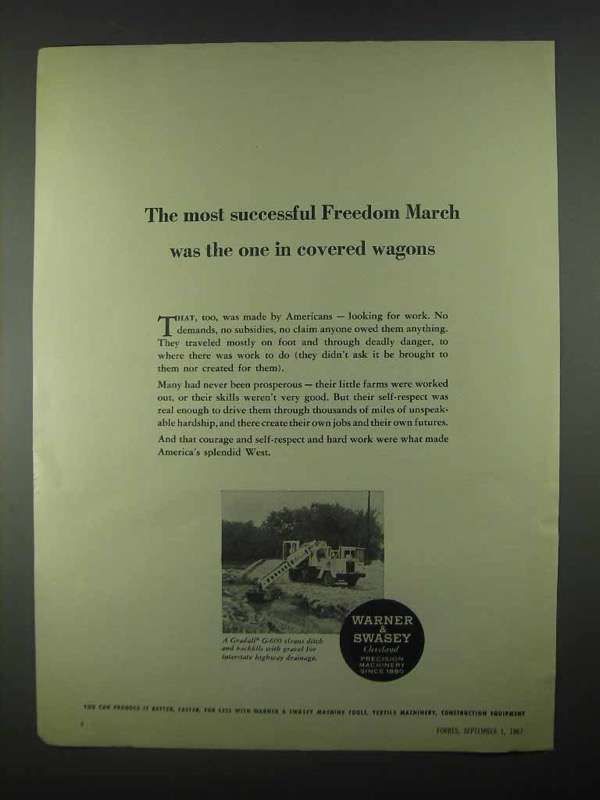 The most successful Freedom March
was the one in covered wagons
THAT, too, was made by Americans — looking for work. No
demands, no subsidies, no claim anyone owed them anything.
They traveled mostly on foot and through deadly danger, to
where there was work to do (they didn't ask it be brought to
them nor created for them).
Many had never been prosperous — their little farms were worked
out, or their skills weren't very good. But their self-respect was
real enough to drive them through thousands of miles of unspeak-
able hardship, and there create their own jobs and their own futures.
And that courage and self-respect and hard work were what made
America's splendid West.
A Gradall® G-600 cleans ditch
and backfills with gravel for
interstate highway drainage.
WARNER
&
SWASEY
Cleveland
PRECISION
MACHINERY
SINCE 1880
YOU CAN PRODUCE IT BETTER, FASTER, FOR LESS WITH WARNER & SWASEY MACHINE TOOLS, TEXTILE MACHINERY, CONSTRUCTION EQUIPMENT
FORBES, SEPTEMBER 1, 1967